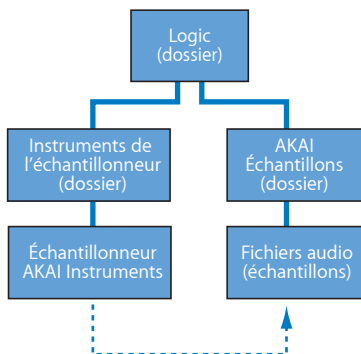 Logic
(dossier)
Instruments de
l'échantillonneur
(dossier)
AKAI
Échantillons
(dossier)
Échantillonneur
AKAI Instruments
Fichiers audio
(échantillons)